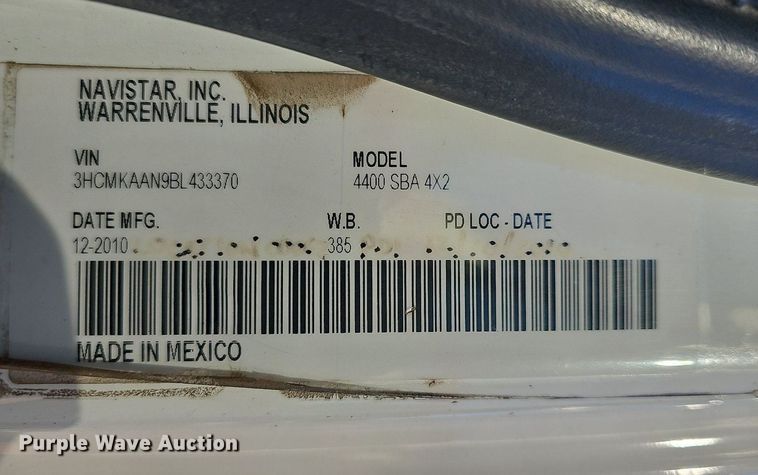 NAVISTAR, INC.
WARRENVILLE, ILLINOIS
VIN MODEL
3HCMKAAN9BL433370 4400 SBA 4X2
DATE MFG. W.B. PD LOC - DATE
12-2010 385
MADE IN MEXICO
Purple Wave Auction